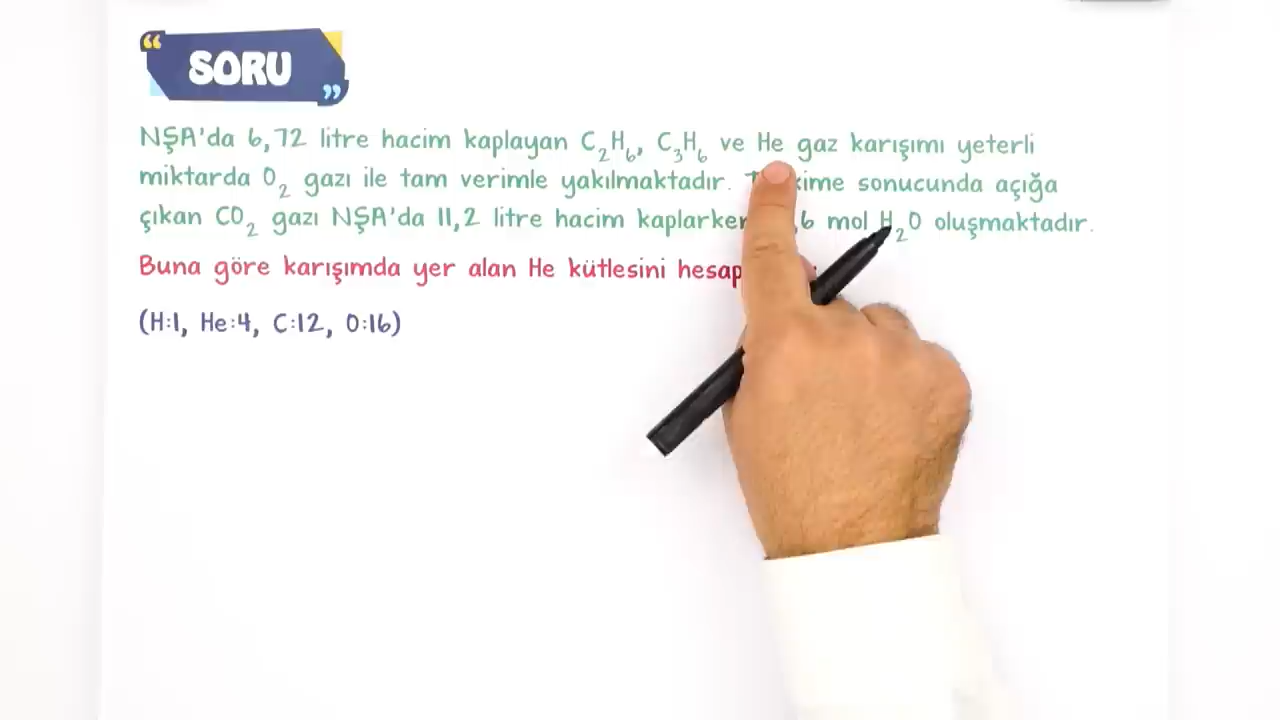 “ SORU ”
NŞA'da 6,72 litre hacim kaplayan C₂H₆, C₃H₆ ve He gaz karışımı yeterli
miktarda O₂ gazı ile tam verimle yakılmaktadır. sonucunda açığa
çıkan CO₂ gazı NŞA'da 11,2 litre hacim mol H₂O oluşmaktadır.
Buna göre karışımda yer alan He kütlesini
(H:1, He:4, C:12, O:16)